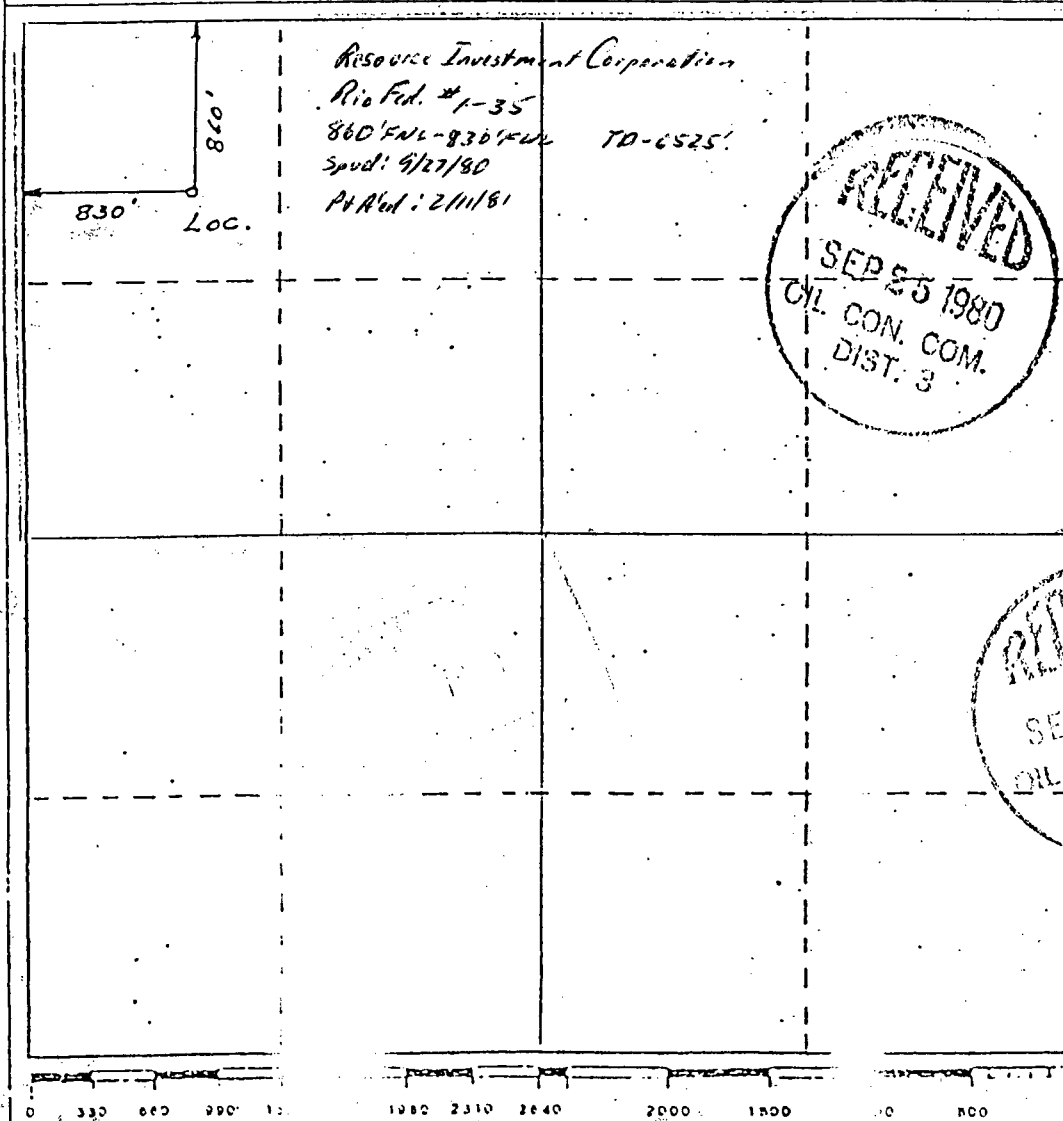 Resource Investment Corporation
Rio Fed. #1-35
860' FNL-830' FWL TD-6525'
Spud: 9/27/80
P&A'ed: 2/11/81
860'
830'
LOC.
RECEIVED
SEP 25 1980
OIL CON. COM.
DIST. 3
SE
OIL
0 330 660 990 1980 2310 2640 2000 1500